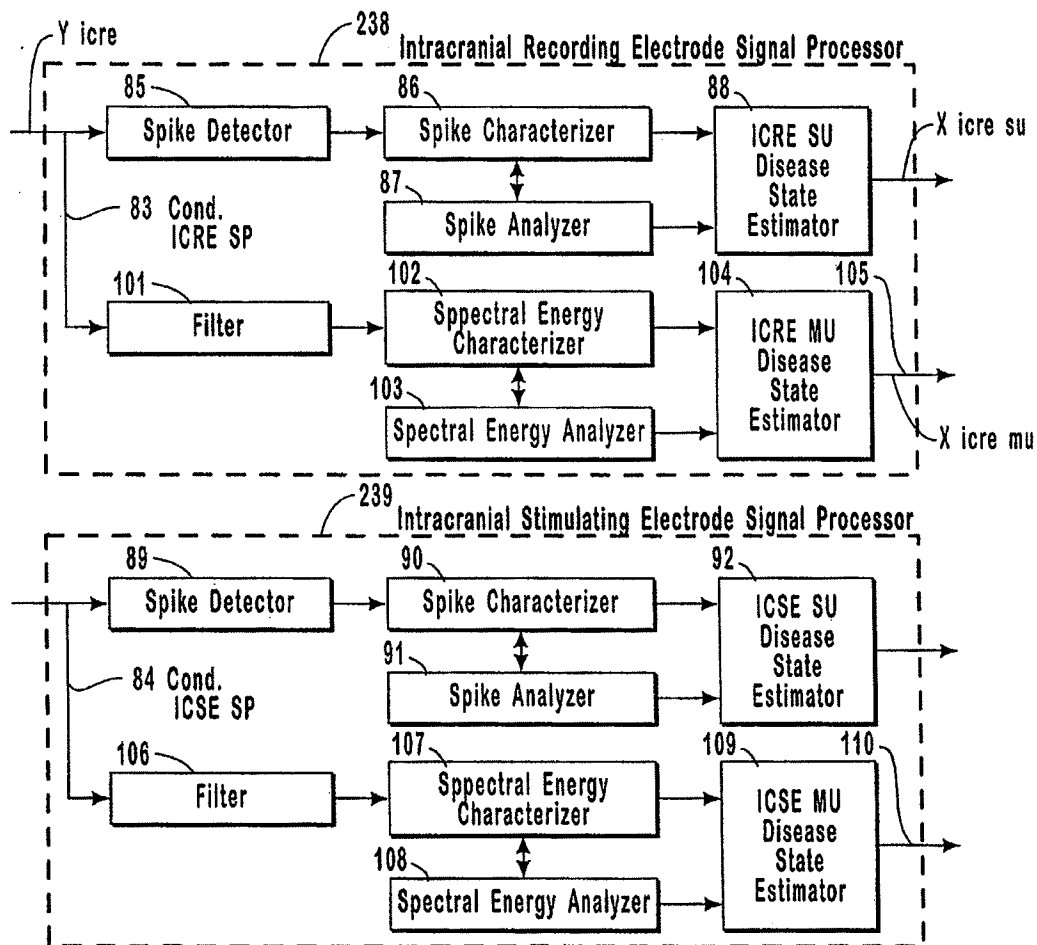 Y icre
238
Intracranial Recording Electrode Signal Processor
85
Spike Detector
86
Spike Characterizer
88
ICRE SU
Disease
State
Estimator
X icre su
87
Spike Analyzer
83 Cond.
ICRE SP
101
Filter
102
Sppectral Energy
Characterizer
104
ICRE MU
Disease
State
Estimator
105
103
Spectral Energy Analyzer
X icre mu
239
Intracranial Stimulating Electrode Signal Processor
89
Spike Detector
90
Spike Characterizer
92
ICSE SU
Disease
State
Estimator
91
Spike Analyzer
84 Cond.
ICSE SP
106
Filter
107
Sppectral Energy
Characterizer
109
ICSE MU
Disease
State
Estimator
110
108
Spectral Energy Analyzer